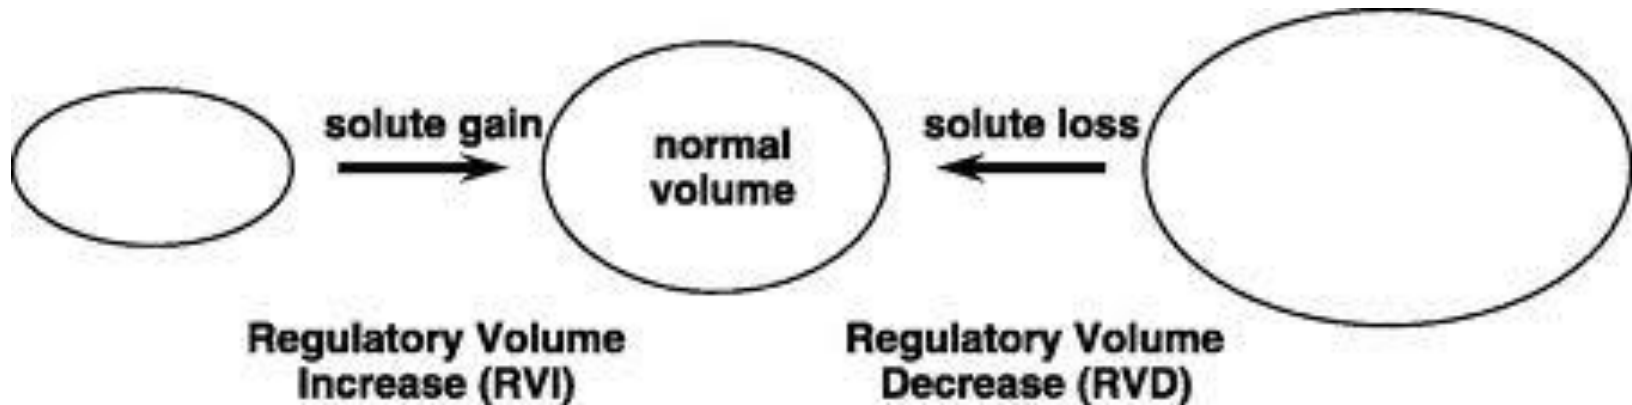 solute gain
normal
volume
solute loss
Regulatory Volume
Increase (RVI)
Regulatory Volume
Decrease (RVD)